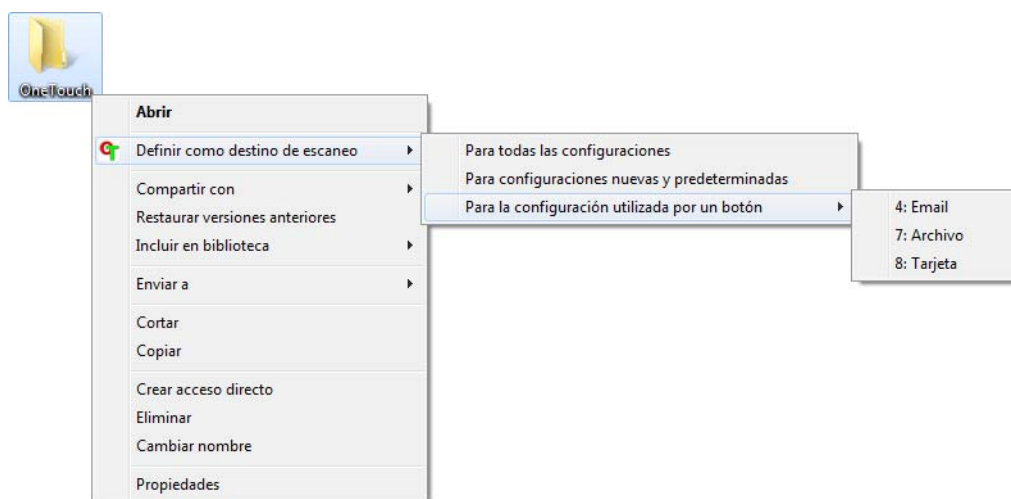 OneTouch
Abrir
Definir como destino de escaneo
Compartir con
Restaurar versiones anteriores
Incluir en biblioteca
Enviar a
Cortar
Copiar
Crear acceso directo
Eliminar
Cambiar nombre
Propiedades
Para todas las configuraciones
Para configuraciones nuevas y predeterminadas
Para la configuración utilizada por un botón
4: Email
7: Archivo
8: Tarjeta